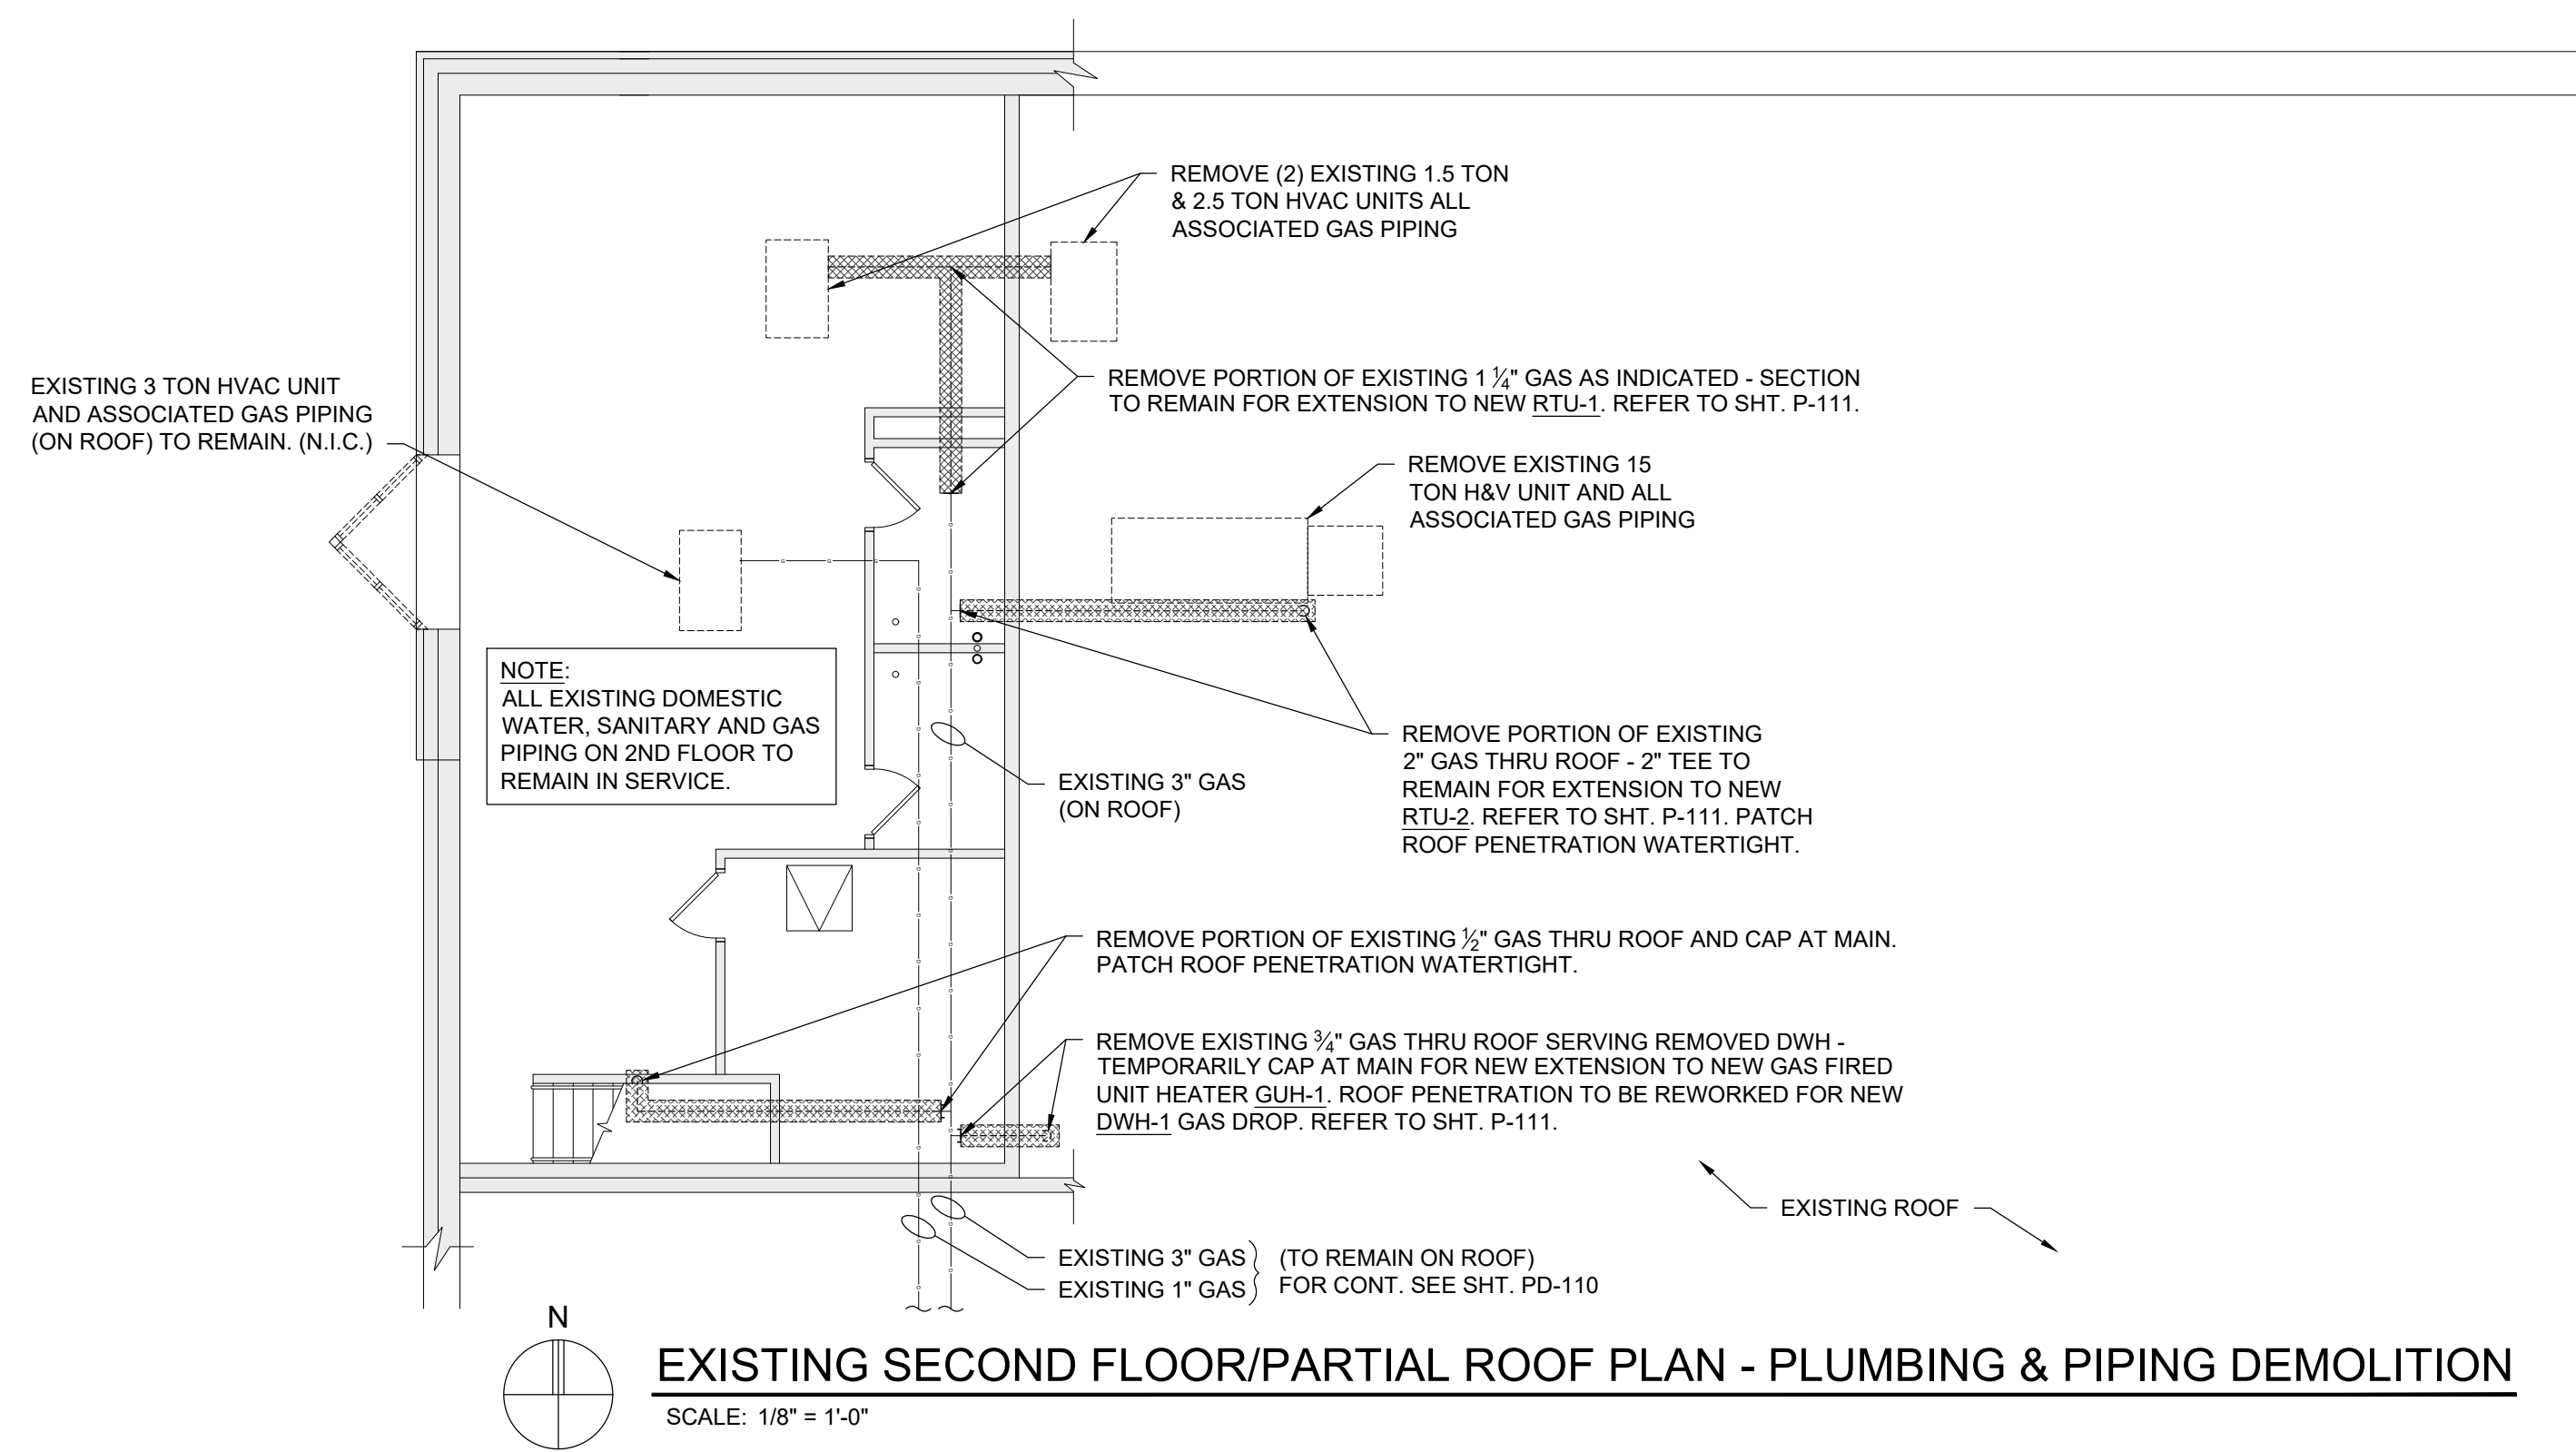 REMOVE (2) EXISTING 1.5 TON
& 2.5 TON HVAC UNITS ALL
ASSOCIATED GAS PIPING
EXISTING 3 TON HVAC UNIT
AND ASSOCIATED GAS PIPING
(ON ROOF) TO REMAIN. (N.I.C.)
REMOVE PORTION OF EXISTING 1 ¼" GAS AS INDICATED - SECTION
TO REMAIN FOR EXTENSION TO NEW RTU-1. REFER TO SHT. P-111.
REMOVE EXISTING 15
TON H&V UNIT AND ALL
ASSOCIATED GAS PIPING
NOTE:
ALL EXISTING DOMESTIC
WATER, SANITARY AND GAS
PIPING ON 2ND FLOOR TO
REMAIN IN SERVICE.
EXISTING 3" GAS
(ON ROOF)
REMOVE PORTION OF EXISTING
2" GAS THRU ROOF - 2" TEE TO
REMAIN FOR EXTENSION TO NEW
RTU-2. REFER TO SHT. P-111. PATCH
ROOF PENETRATION WATERTIGHT.
REMOVE PORTION OF EXISTING ½" GAS THRU ROOF AND CAP AT MAIN.
PATCH ROOF PENETRATION WATERTIGHT.
REMOVE EXISTING ¾" GAS THRU ROOF SERVING REMOVED DWH -
TEMPORARILY CAP AT MAIN FOR NEW EXTENSION TO NEW GAS FIRED
UNIT HEATER GUH-1. ROOF PENETRATION TO BE REWORKED FOR NEW
DWH-1 GAS DROP. REFER TO SHT. P-111.
EXISTING ROOF
EXISTING 3" GAS
EXISTING 1" GAS
(TO REMAIN ON ROOF)
FOR CONT. SEE SHT. PD-110
N
EXISTING SECOND FLOOR/PARTIAL ROOF PLAN - PLUMBING & PIPING DEMOLITION
SCALE: 1/8" = 1'-0"